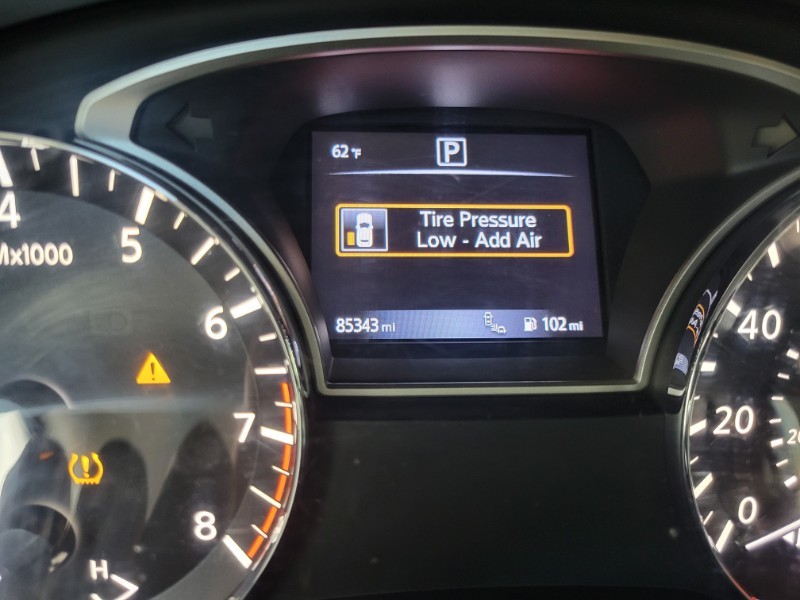 62°F
P
Tire Pressure
Low - Add Air
85343 mi
102 mi
4
Mx1000
5
6
7
8
H
40
20
20
0